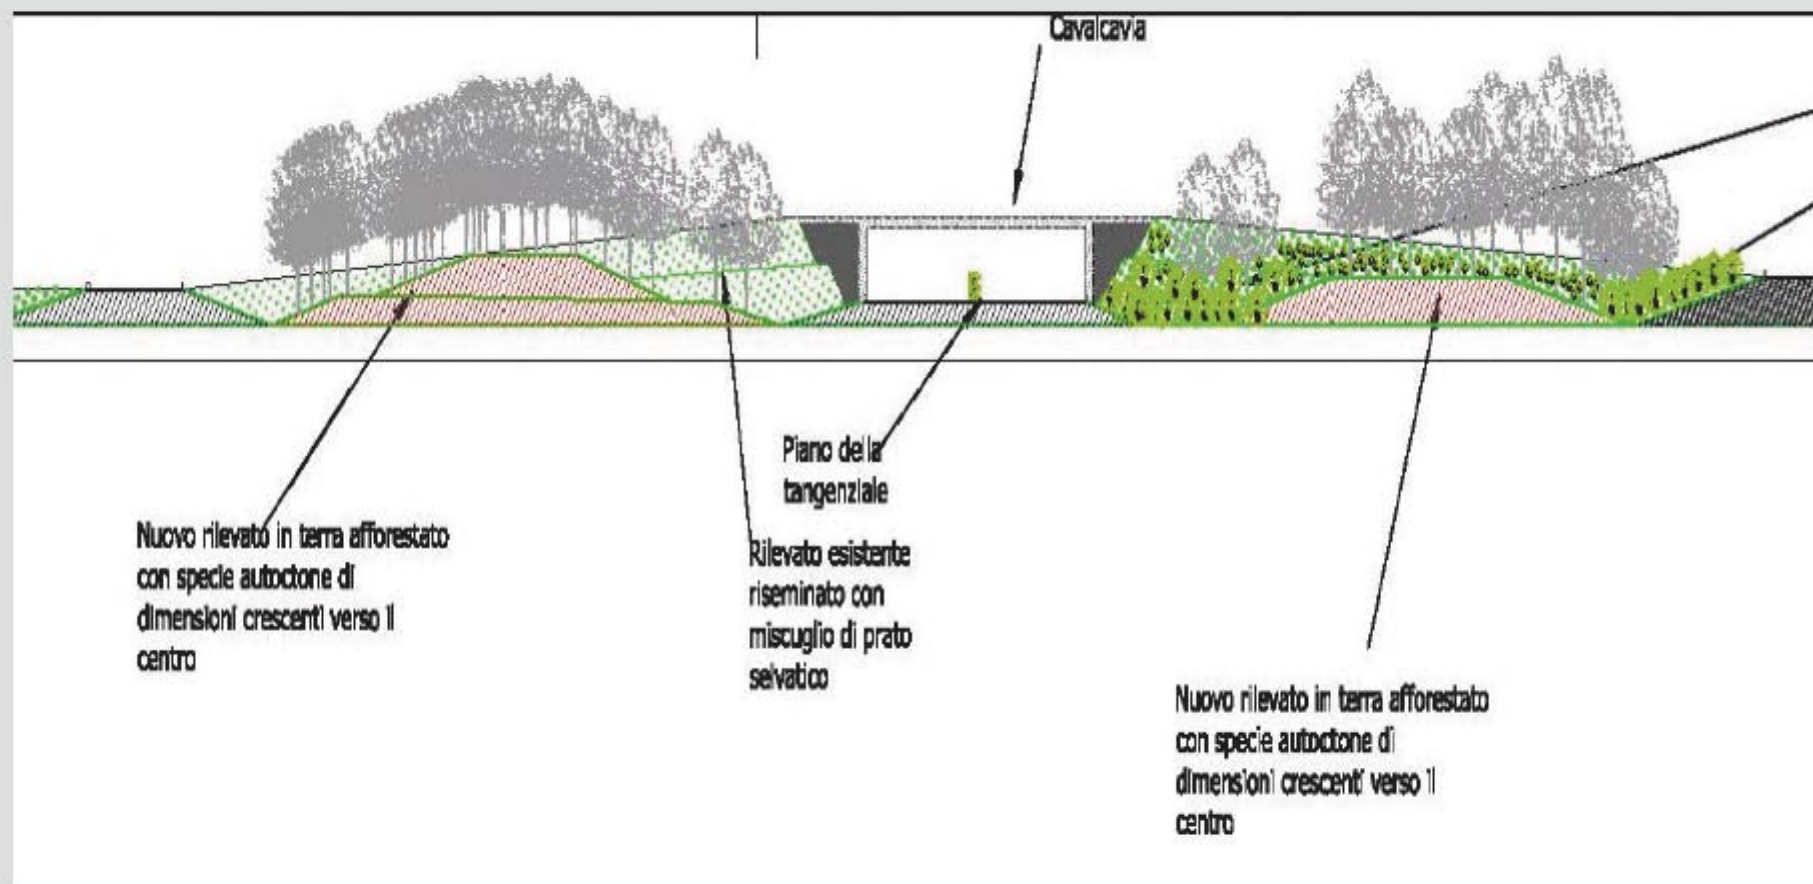 Cavalcavia
Piano della
tangenziale
Nuovo rilevato in terra afforestato
con specie autoctone di
dimensioni crescenti verso il
centro
Rilevato esistente
riseminato con
miscuglio di prato
selvatico
Nuovo rilevato in terra afforestato
con specie autoctone di
dimensioni crescenti verso il
centro